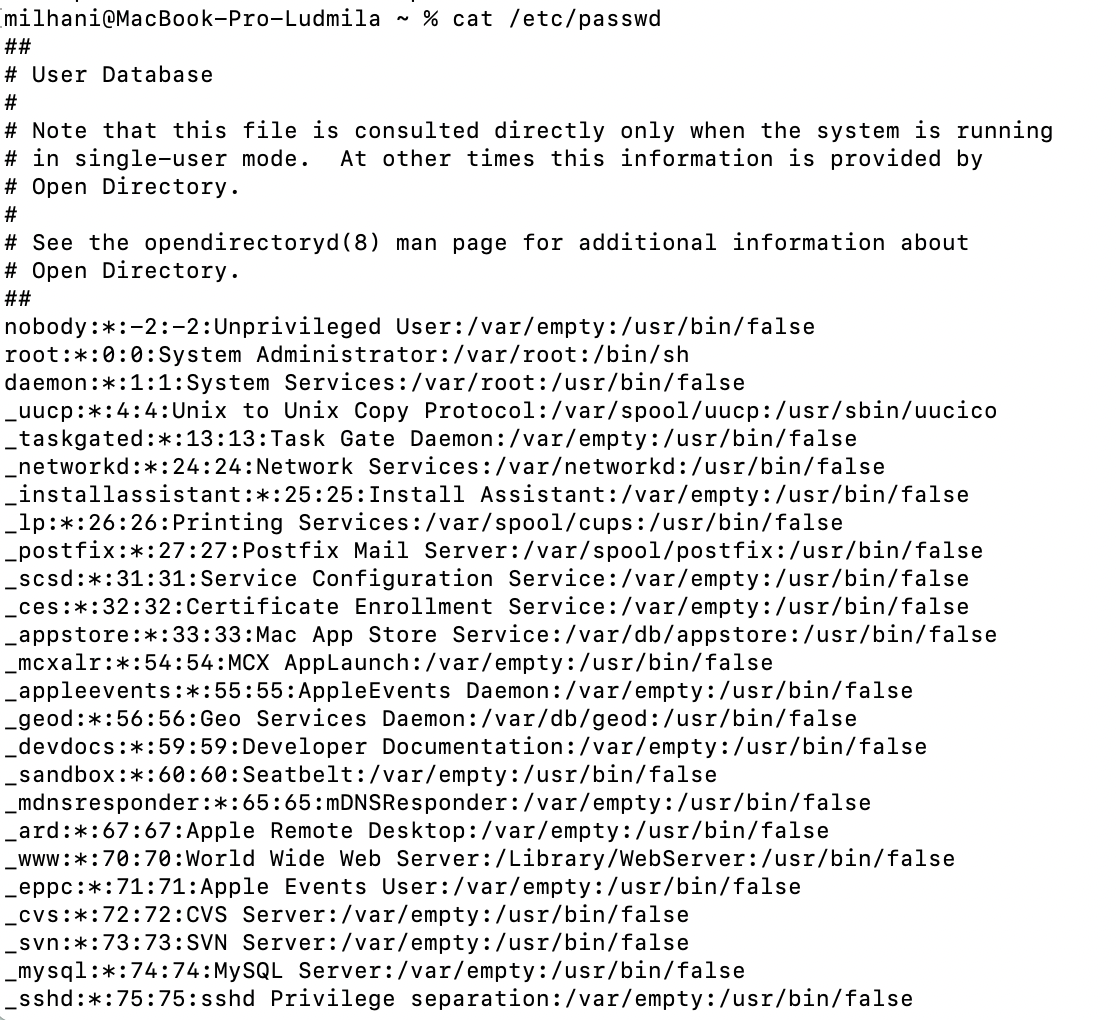 milhani@MacBook-Pro-Ludmila ~ % cat /etc/passwd
##
# User Database
#
# Note that this file is consulted directly only when the system is running
# in single-user mode.  At other times this information is provided by
# Open Directory.
#
# See the opendirectoryd(8) man page for additional information about
# Open Directory.
##
nobody:*:-2:-2:Unprivileged User:/var/empty:/usr/bin/false
root:*:0:0:System Administrator:/var/root:/bin/sh
daemon:*:1:1:System Services:/var/root:/usr/bin/false
_uucp:*:4:4:Unix to Unix Copy Protocol:/var/spool/uucp:/usr/sbin/uucico
_taskgated:*:13:13:Task Gate Daemon:/var/empty:/usr/bin/false
_networkd:*:24:24:Network Services:/var/networkd:/usr/bin/false
_installassistant:*:25:25:Install Assistant:/var/empty:/usr/bin/false
_lp:*:26:26:Printing Services:/var/spool/cups:/usr/bin/false
_postfix:*:27:27:Postfix Mail Server:/var/spool/postfix:/usr/bin/false
_scsd:*:31:31:Service Configuration Service:/var/empty:/usr/bin/false
_ces:*:32:32:Certificate Enrollment Service:/var/empty:/usr/bin/false
_appstore:*:33:33:Mac App Store Service:/var/db/appstore:/usr/bin/false
_mcxalr:*:54:54:MCX AppLaunch:/var/empty:/usr/bin/false
_appleevents:*:55:55:AppleEvents Daemon:/var/empty:/usr/bin/false
_geod:*:56:56:Geo Services Daemon:/var/db/geod:/usr/bin/false
_devdocs:*:59:59:Developer Documentation:/var/empty:/usr/bin/false
_sandbox:*:60:60:Seatbelt:/var/empty:/usr/bin/false
_mdnsresponder:*:65:65:mDNSResponder:/var/empty:/usr/bin/false
_ard:*:67:67:Apple Remote Desktop:/var/empty:/usr/bin/false
_www:*:70:70:World Wide Web Server:/Library/WebServer:/usr/bin/false
_eppc:*:71:71:Apple Events User:/var/empty:/usr/bin/false
_cvs:*:72:72:CVS Server:/var/empty:/usr/bin/false
_svn:*:73:73:SVN Server:/var/empty:/usr/bin/false
_mysql:*:74:74:MySQL Server:/var/empty:/usr/bin/false
_sshd:*:75:75:sshd Privilege separation:/var/empty:/usr/bin/false